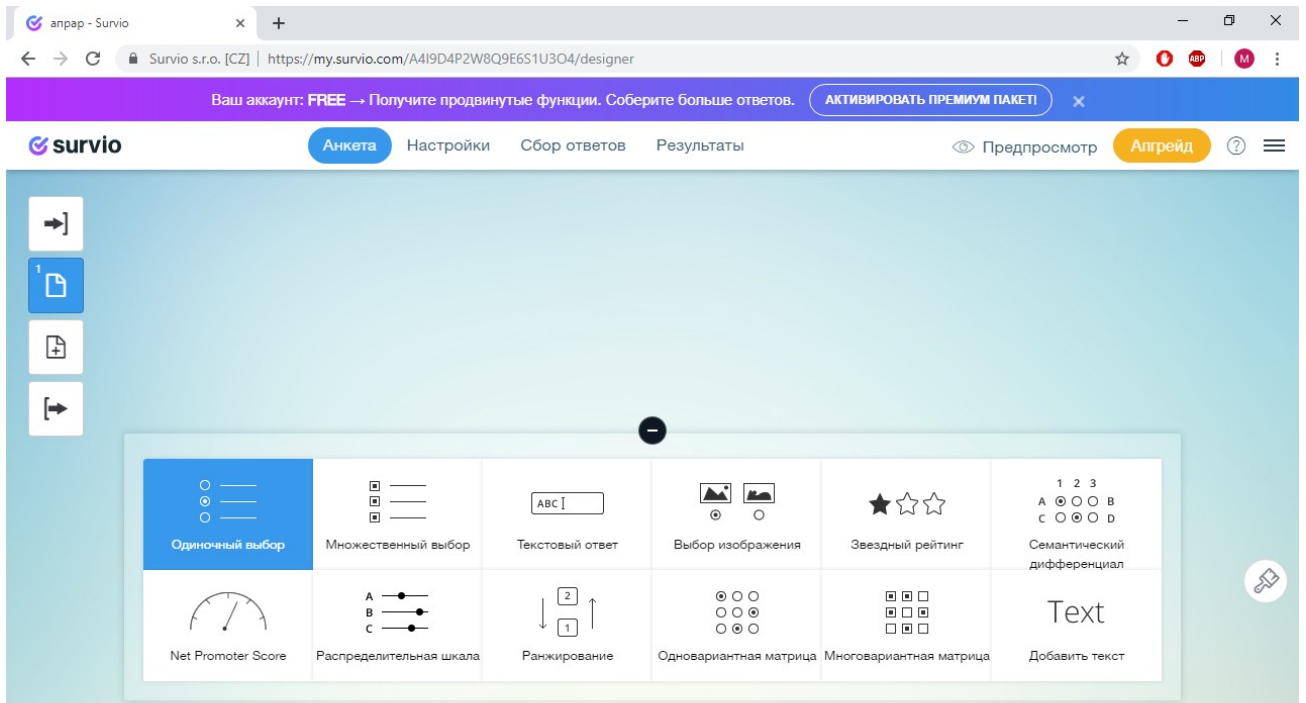 апрар - Survio
Survio s.r.o. [CZ] | https://my.survio.com/A4I9D4P2W8Q9E6S1U3O4/designer
ABP
M
Ваш аккаунт: FREE → Получите продвинутые функции. Соберите больше ответов.
АКТИВИРОВАТЬ ПРЕМИУМ ПАКЕТ!
survio
Анкета
Настройки
Сбор ответов
Результаты
Предпросмотр
Апгрейд
?
1
Одиночный выбор
Множественный выбор
ABC
Текстовый ответ
Выбор изображения
Звездный рейтинг
1 2 3
A B
C D
Семантический
дифференциал
Net Promoter Score
A
B
C
Распределительная шкала
2
1
Ранжирование
Одновариантная матрица
Многовариантная матрица
Text
Добавить текст